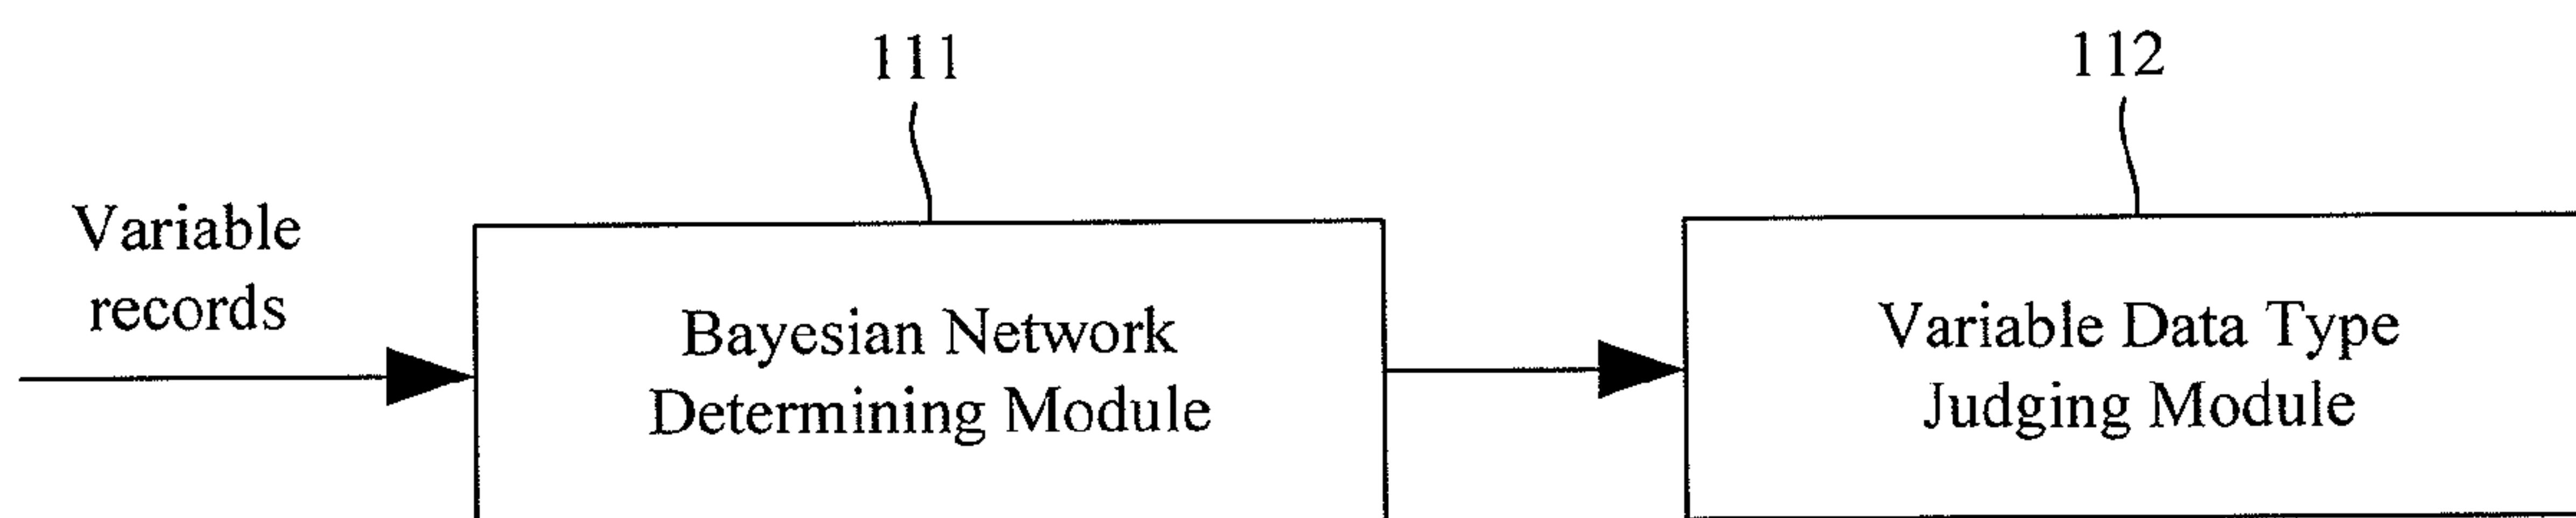 111
112
Variable
records
Bayesian Network
Determining Module
Variable Data Type
Judging Module